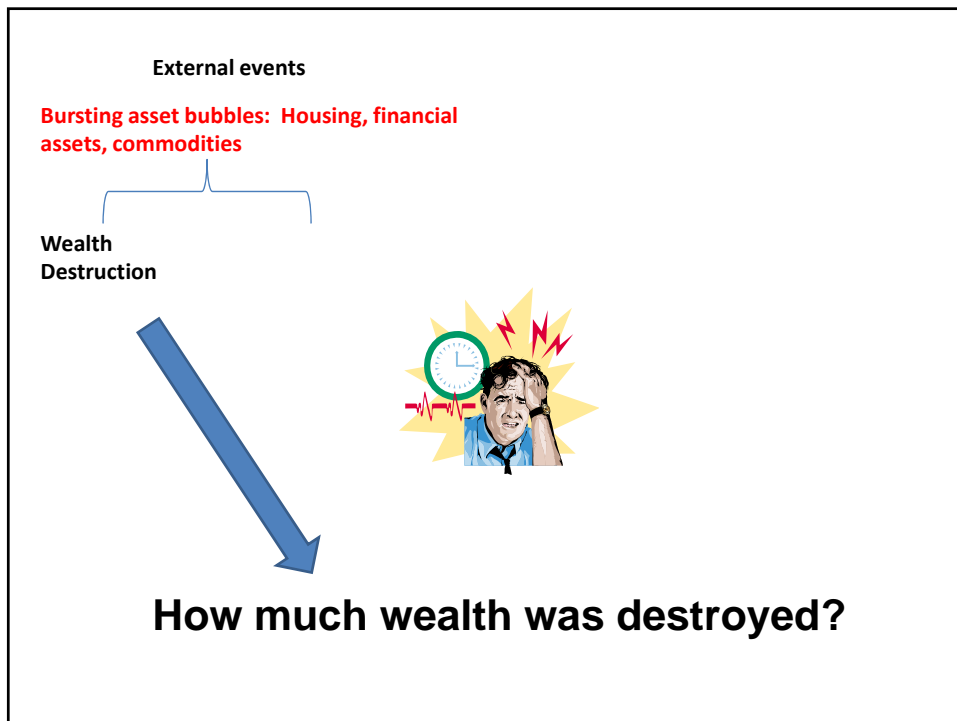 External events
Bursting asset bubbles: Housing, financial
assets, commodities
Wealth
Destruction
How much wealth was destroyed?